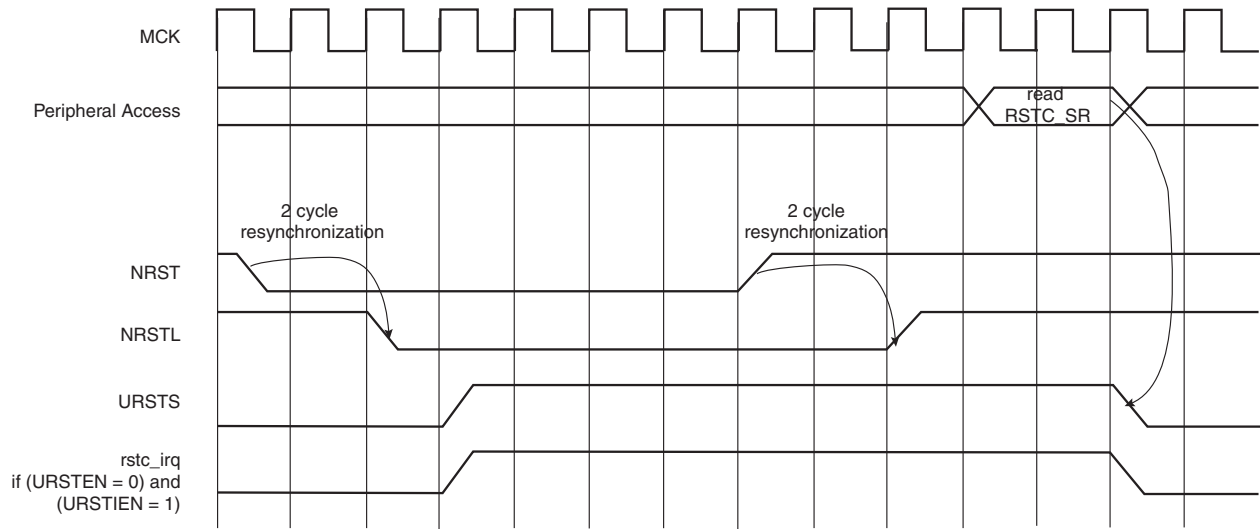 MCK
Peripheral Access
read
RSTC_SR
2 cycle
resynchronization
2 cycle
resynchronization
NRST
NRSTL
URSTS
rstc_irq
if (URSTEN = 0) and
(URSTIEN = 1)